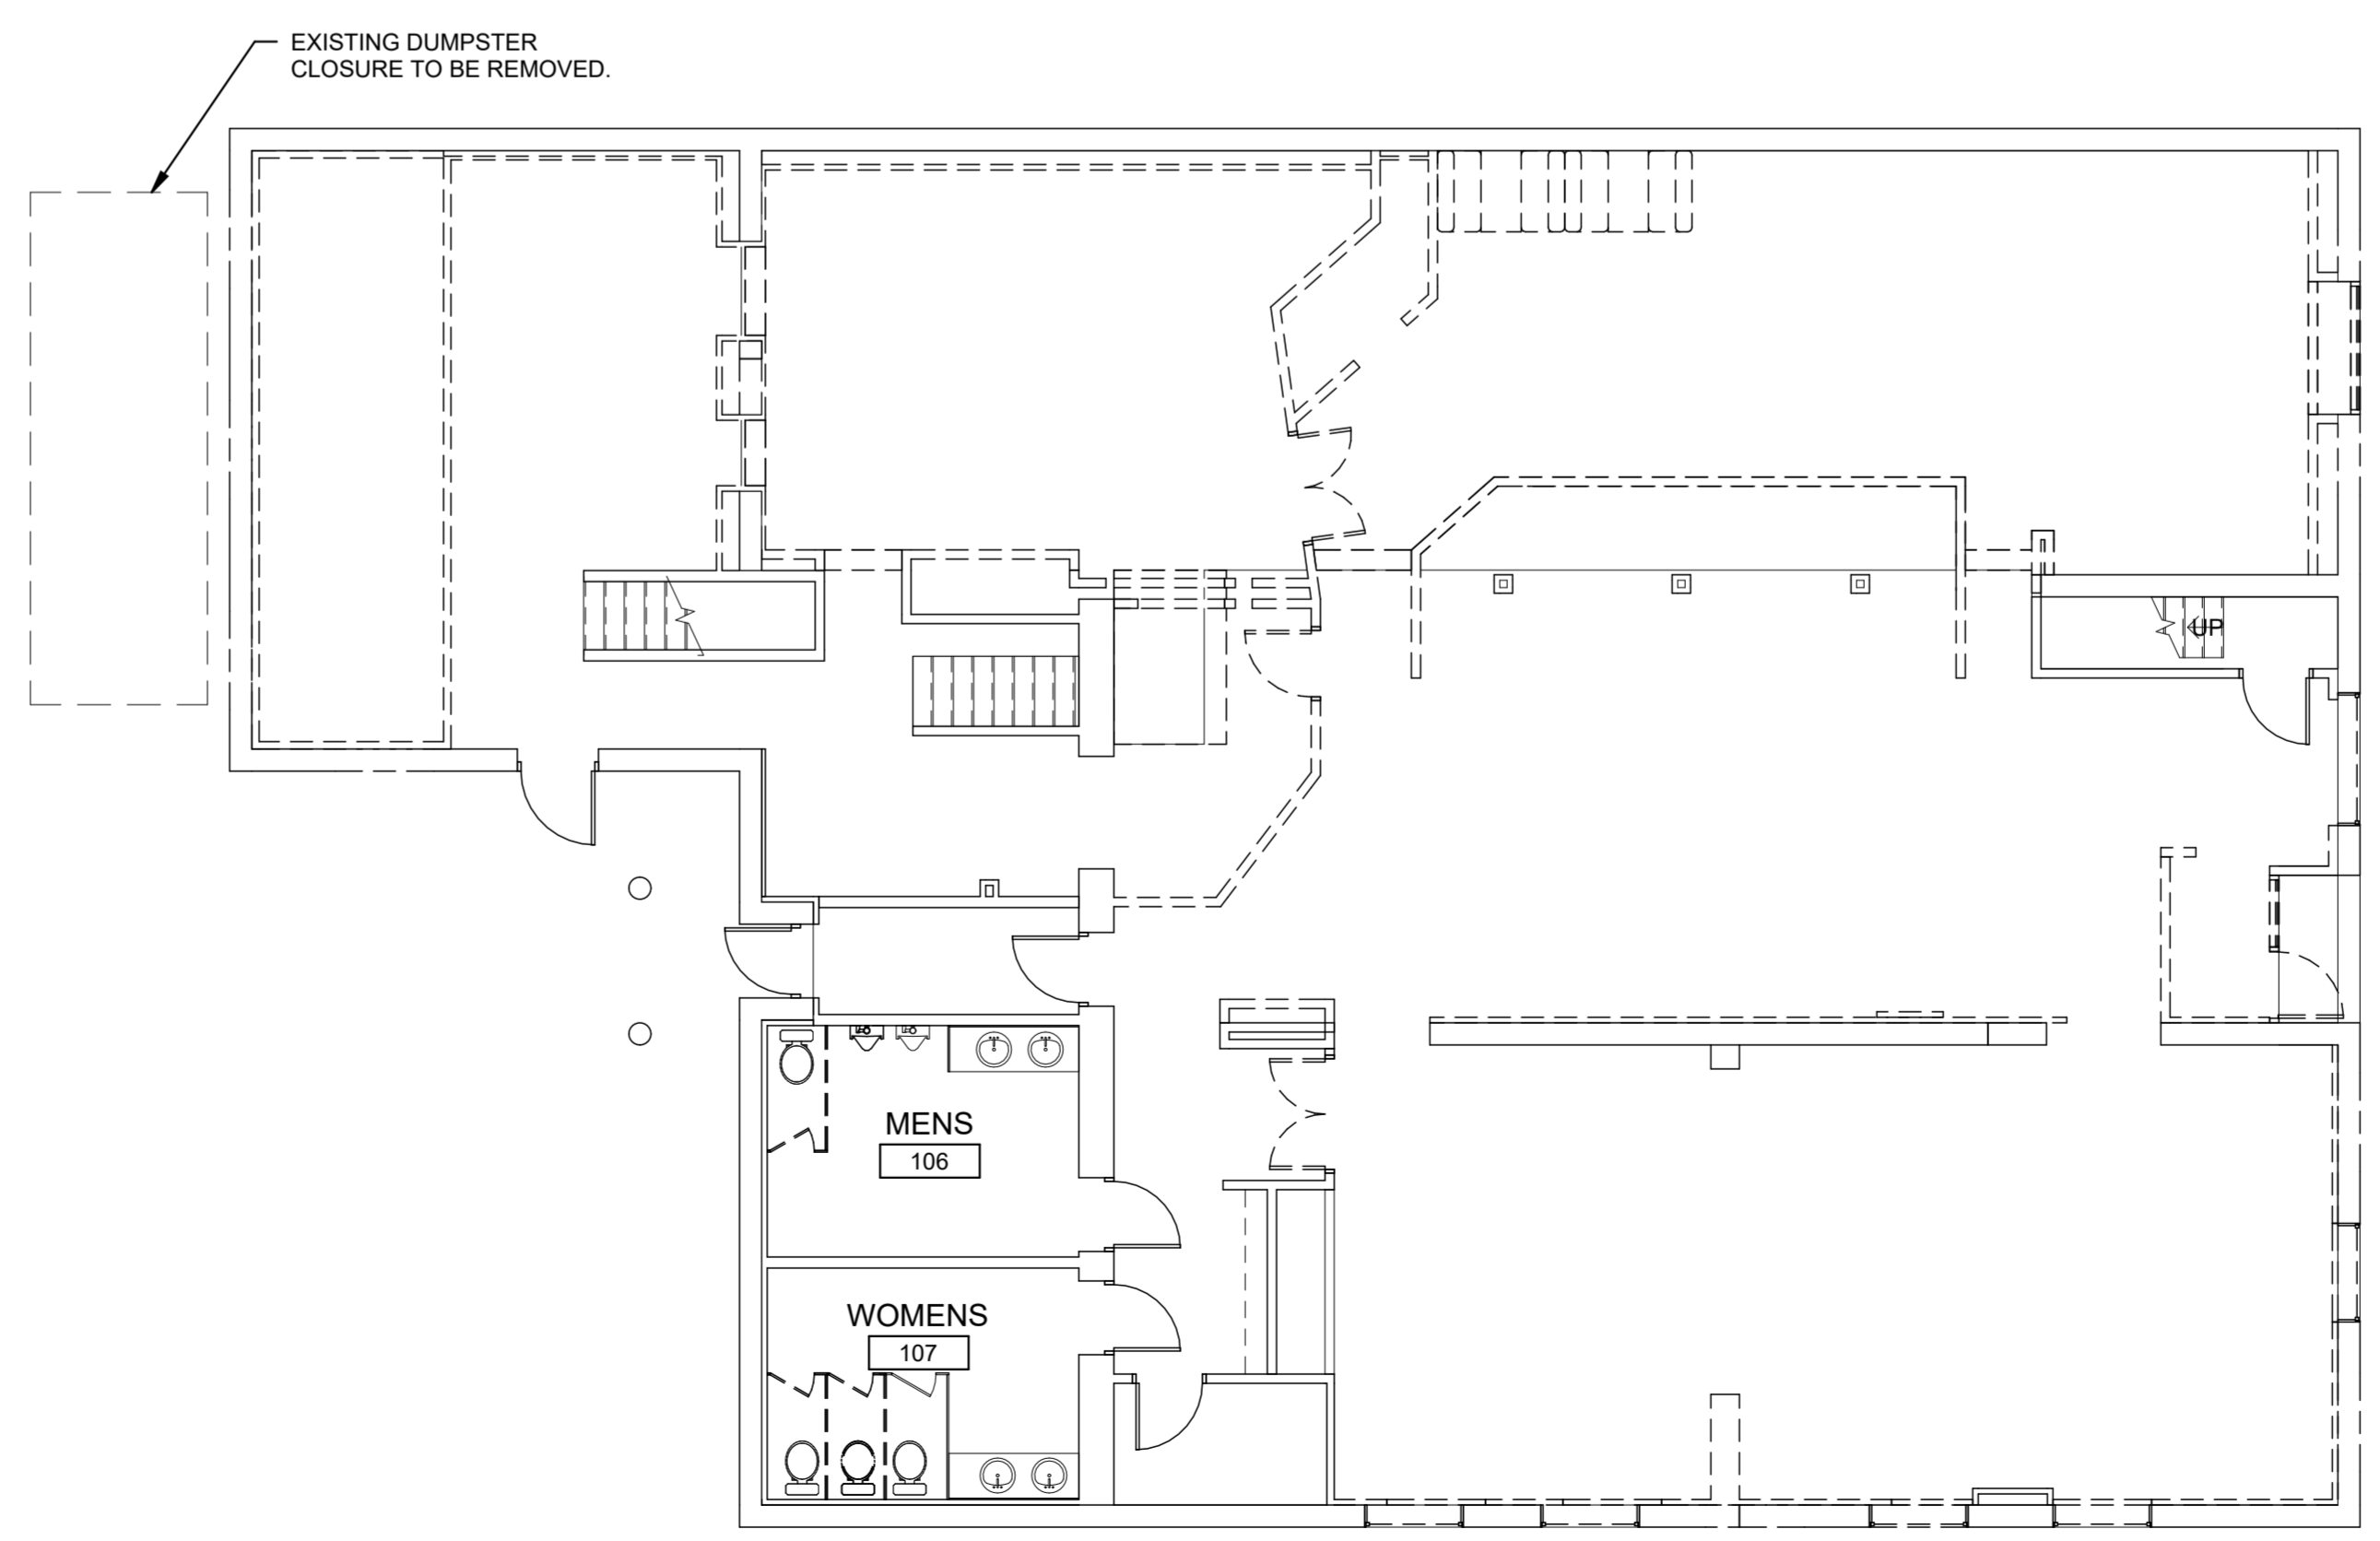 EXISTING DUMPSTER
CLOSURE TO BE REMOVED.
UP
MENS
106
WOMENS
107